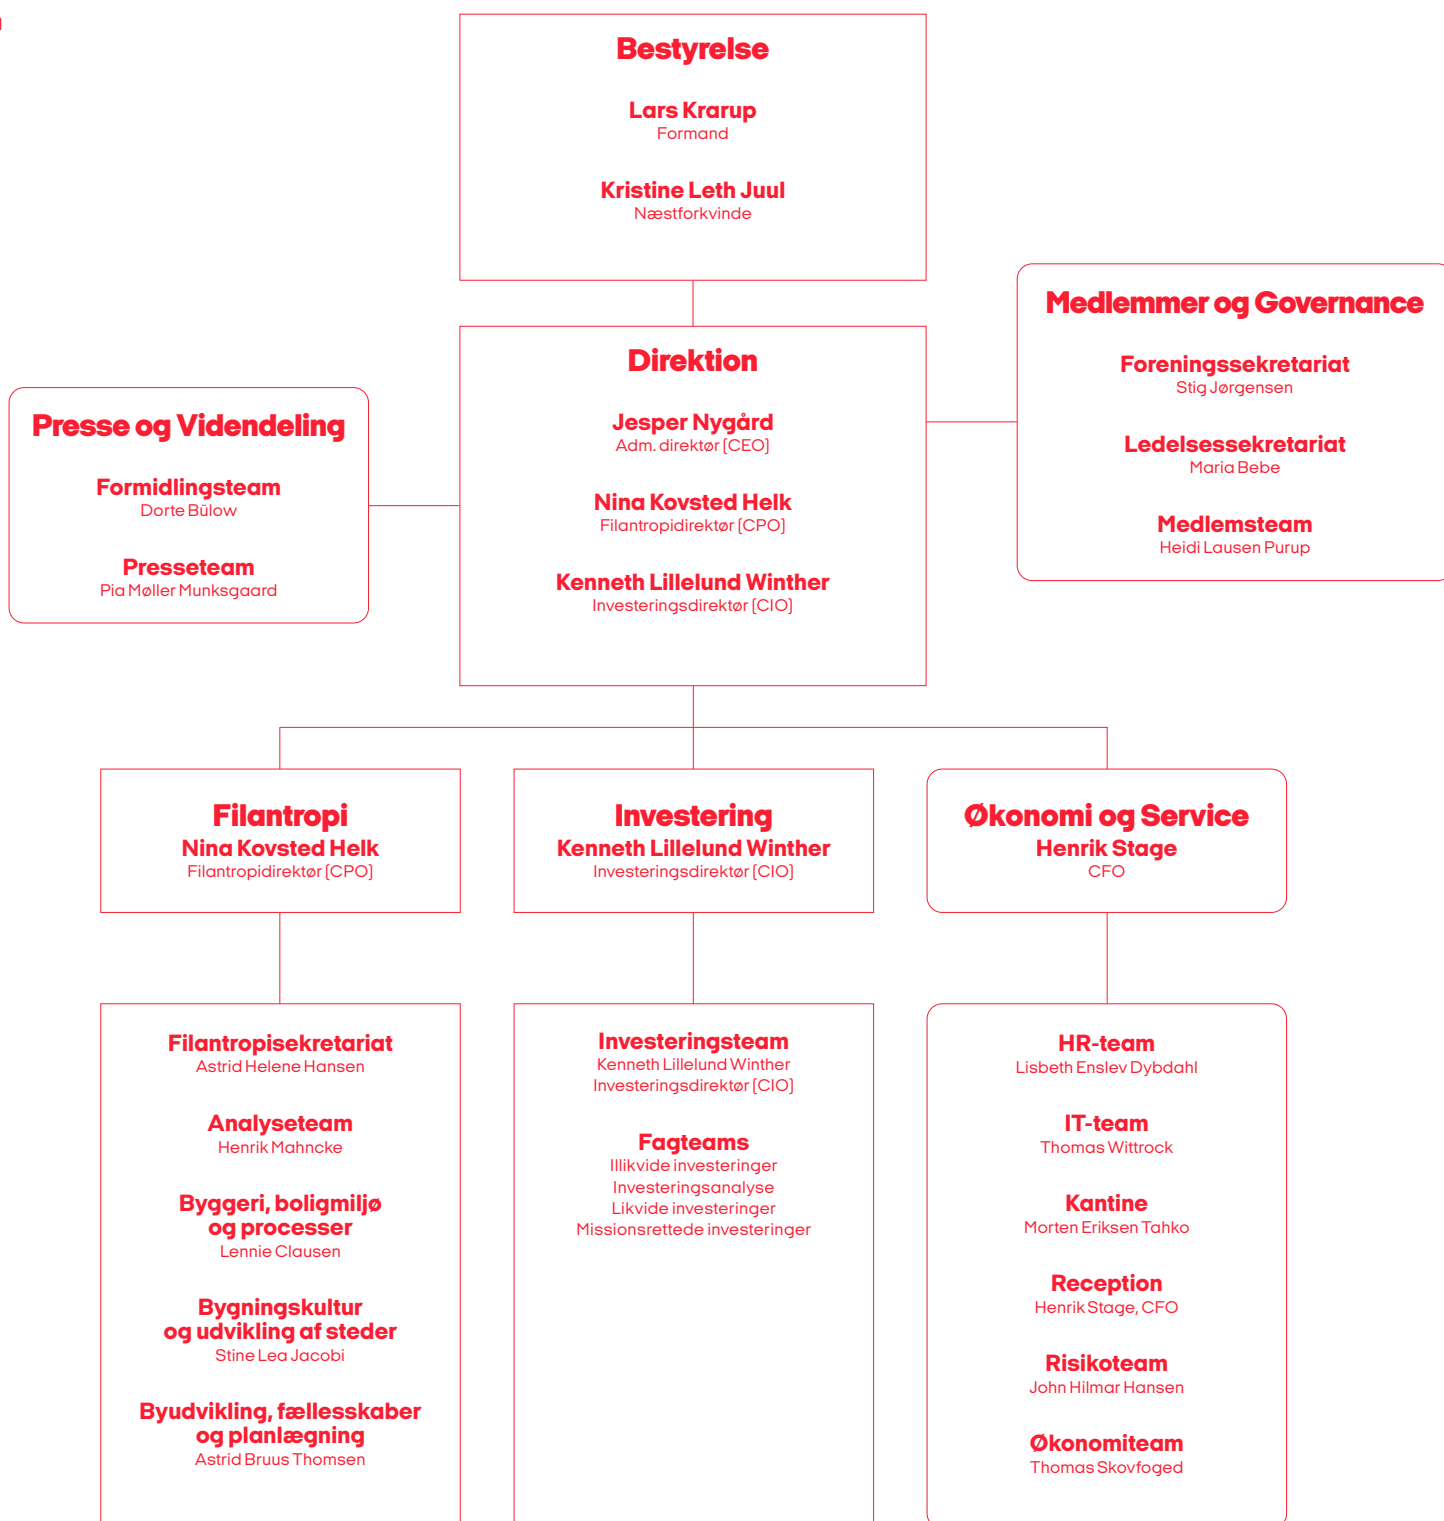 Bestyrelse
Lars Krarup
Formand
Kristine Leth Juul
Næstforkvinde
Medlemmer og Governance
Foreningssekretariat
Stig Jørgensen
Ledelsessekretariat
Maria Bebe
Medlemsteam
Heidi Lausen Purup
Direktion
Jesper Nygård
Adm. direktør (CEO)
Nina Kovsted Helk
Filantropidirektør (CPO)
Kenneth Lillelund Winther
Investeringsdirektør (CIO)
Presse og Videndeling
Formidlingsteam
Dorte Bülow
Presseteam
Pia Møller Munksgaard
Filantropi
Nina Kovsted Helk
Filantropidirektør (CPO)
Investering
Kenneth Lillelund Winther
Investeringsdirektør (CIO)
Økonomi og Service
Henrik Stage
CFO
Filantropisekretariat
Astrid Helene Hansen
Analyseteam
Henrik Mahncke
Byggeri, boligmiljø
og processer
Lennie Clausen
Bygningskultur
og udvikling af steder
Stine Lea Jacobi
Byudvikling, fællesskaber
og planlægning
Astrid Bruus Thomsen
Investeringsteam
Kenneth Lillelund Winther
Investeringsdirektør (CIO)
Fagteams
Illikvide investeringer
Investeringsanalyse
Likvide investeringer
Missionsrettede investeringer
HR-team
Lisbeth Enslev Dybdahl
IT-team
Thomas Wittrock
Kantine
Morten Eriksen Tahko
Reception
Henrik Stage, CFO
Risikoteam
John Hilmar Hansen
Økonomiteam
Thomas Skovfoged